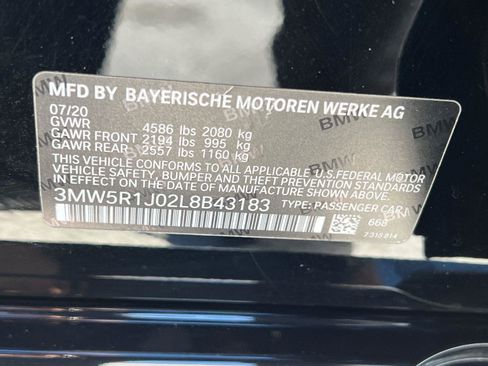 MFD BY BAYERISCHE MOTOREN WERKE AG
07/20
GVWR 4586 lbs 2080 kg
GAWR FRONT 2194 lbs 995 kg
GAWR REAR 2557 lbs 1160 kg
THIS VEHICLE CONFORMS TO ALL APPLICABLE U.S.FEDERAL MOTOR
VEHICLE SAFETY, BUMPER AND THEFT PREVENTION STANDARDS
IN EFFECT ON THE DATE OF MANUFACTURE SHOWN ABOVE.
3MW5R1J02L8B43183 TYPE: PASSENGER CAR
668
7315814